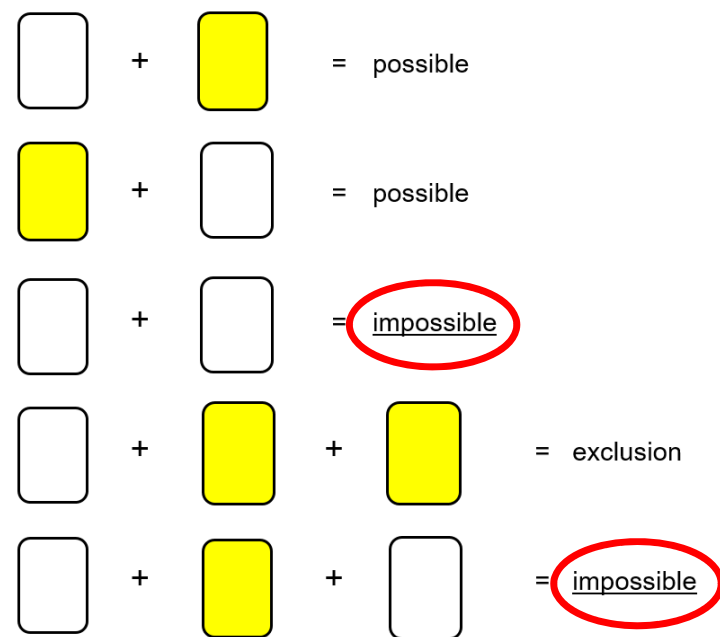 + = possible
+ = possible
+ = impossible
+ + = exclusion
+ + = impossible